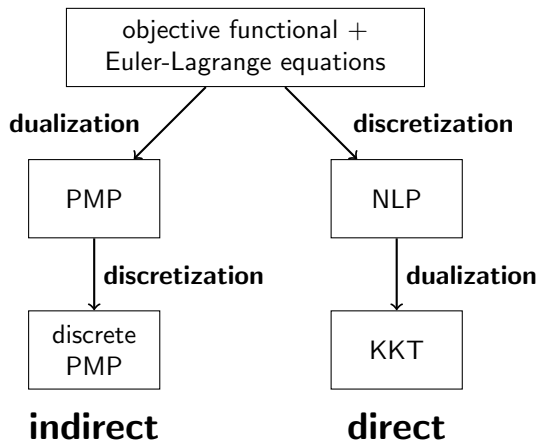 objective functional +
Euler-Lagrange equations
dualization
discretization
PMP
NLP
discretization
dualization
discrete
PMP
KKT
indirect
direct